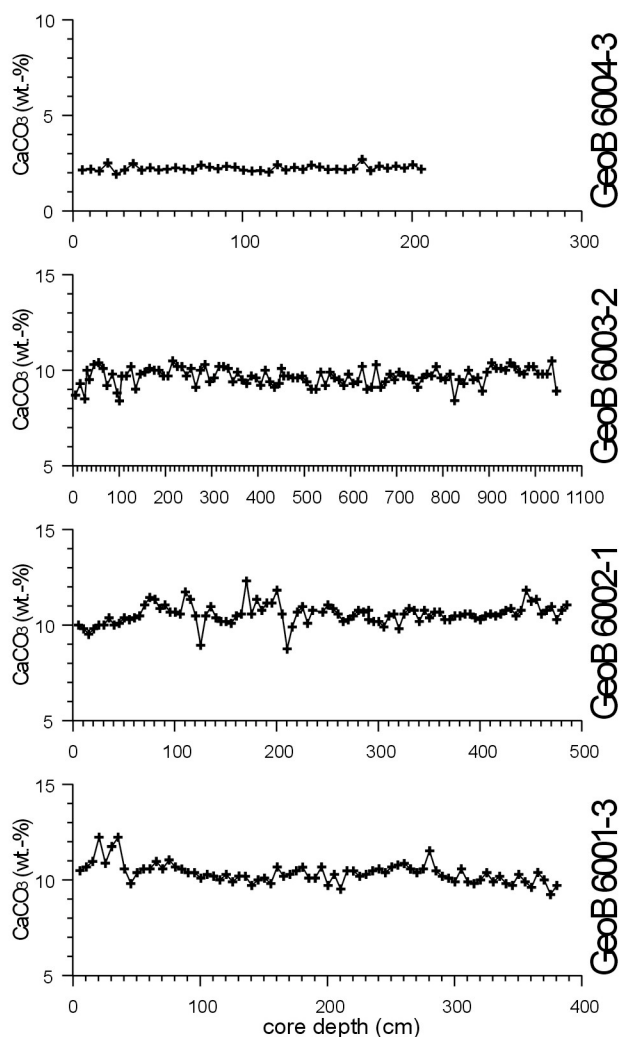 10
5
0
CaCO3 (wt.-%)
0 100 200 300
GeoB 6004-3
15
10
5
CaCO3 (wt.-%)
0 100 200 300 400 500 600 700 800 900 1000 1100
GeoB 6003-2
15
10
5
CaCO3 (wt.-%)
0 100 200 300 400 500
GeoB 6002-1
15
10
5
CaCO3 (wt.-%)
0 100 200 300 400
core depth (cm)
GeoB 6001-3